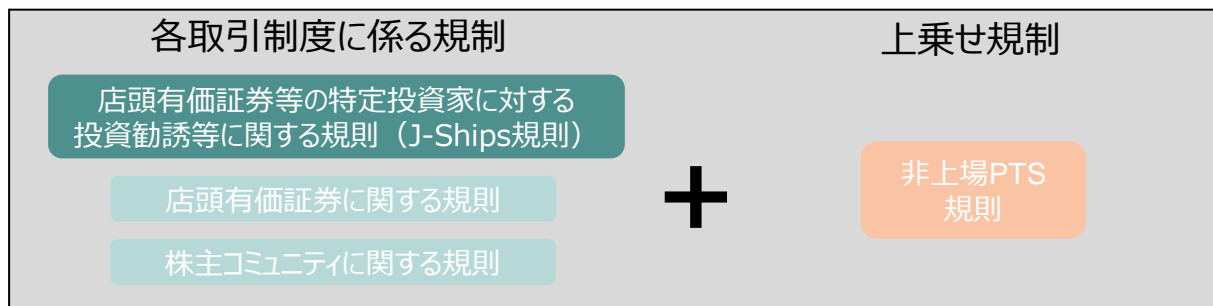 各取引制度に係る規制
上乗せ規制
店頭有価証券等の特定投資家に対する
投資勧誘等に関する規則（J-Ships規則）
店頭有価証券に関する規則
株主コミュニティに関する規則
+
非上場PTS
規則